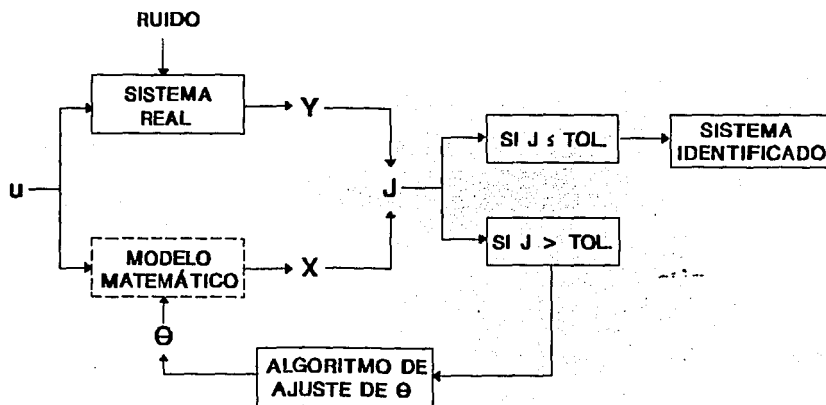 RUIDO
SISTEMA
REAL
Y
SI J ≤ TOL.
SISTEMA
IDENTIFICADO
u
J
MODELO
MATEMÁTICO
X
SI J > TOL.
Θ
ALGORITMO DE
AJUSTE DE Θ